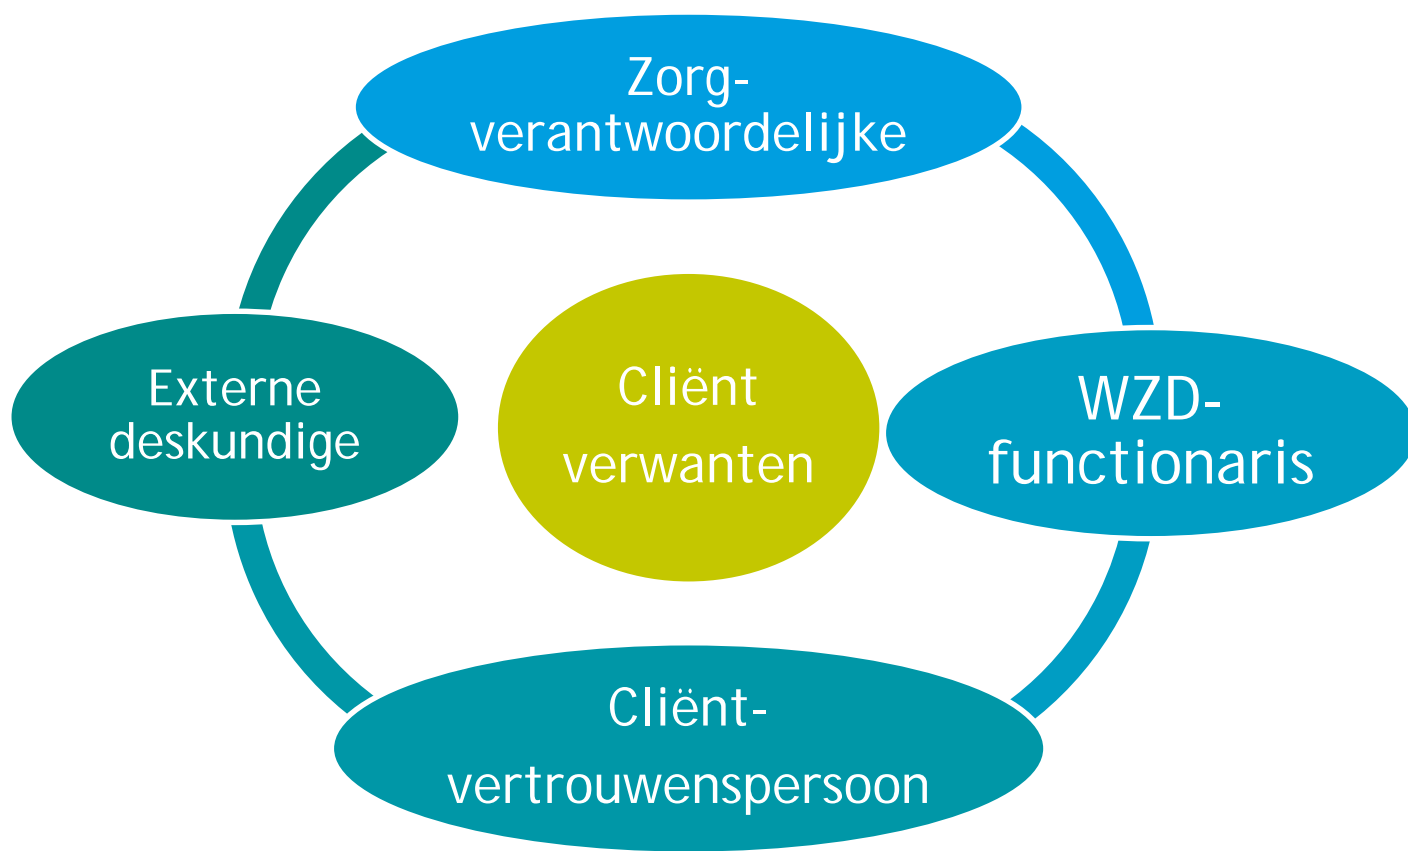 Zorg-
verantwoordelijke
Externe
deskundige
Cliënt
verwanten
WZD-
functionaris
Cliënt-
vertrouwenspersoon